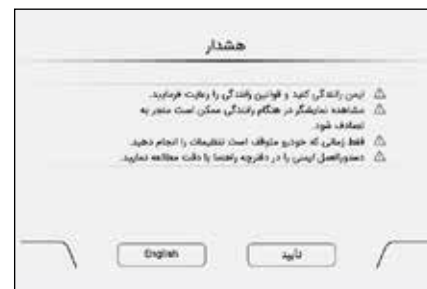 هشدار
ایمن رانندگی کنید و قوانین رانندگی را رعایت فرمایید.
مشاهده نمایشگر در هنگام رانندگی ممکن است منجر به
تصادف شود.
فقط زمانی که خودرو متوقف است تنظیمات را انجام دهید.
دستورالعمل ایمنی را در دفترچه راهنما با دقت مطالعه نمایید.
تأیید
English